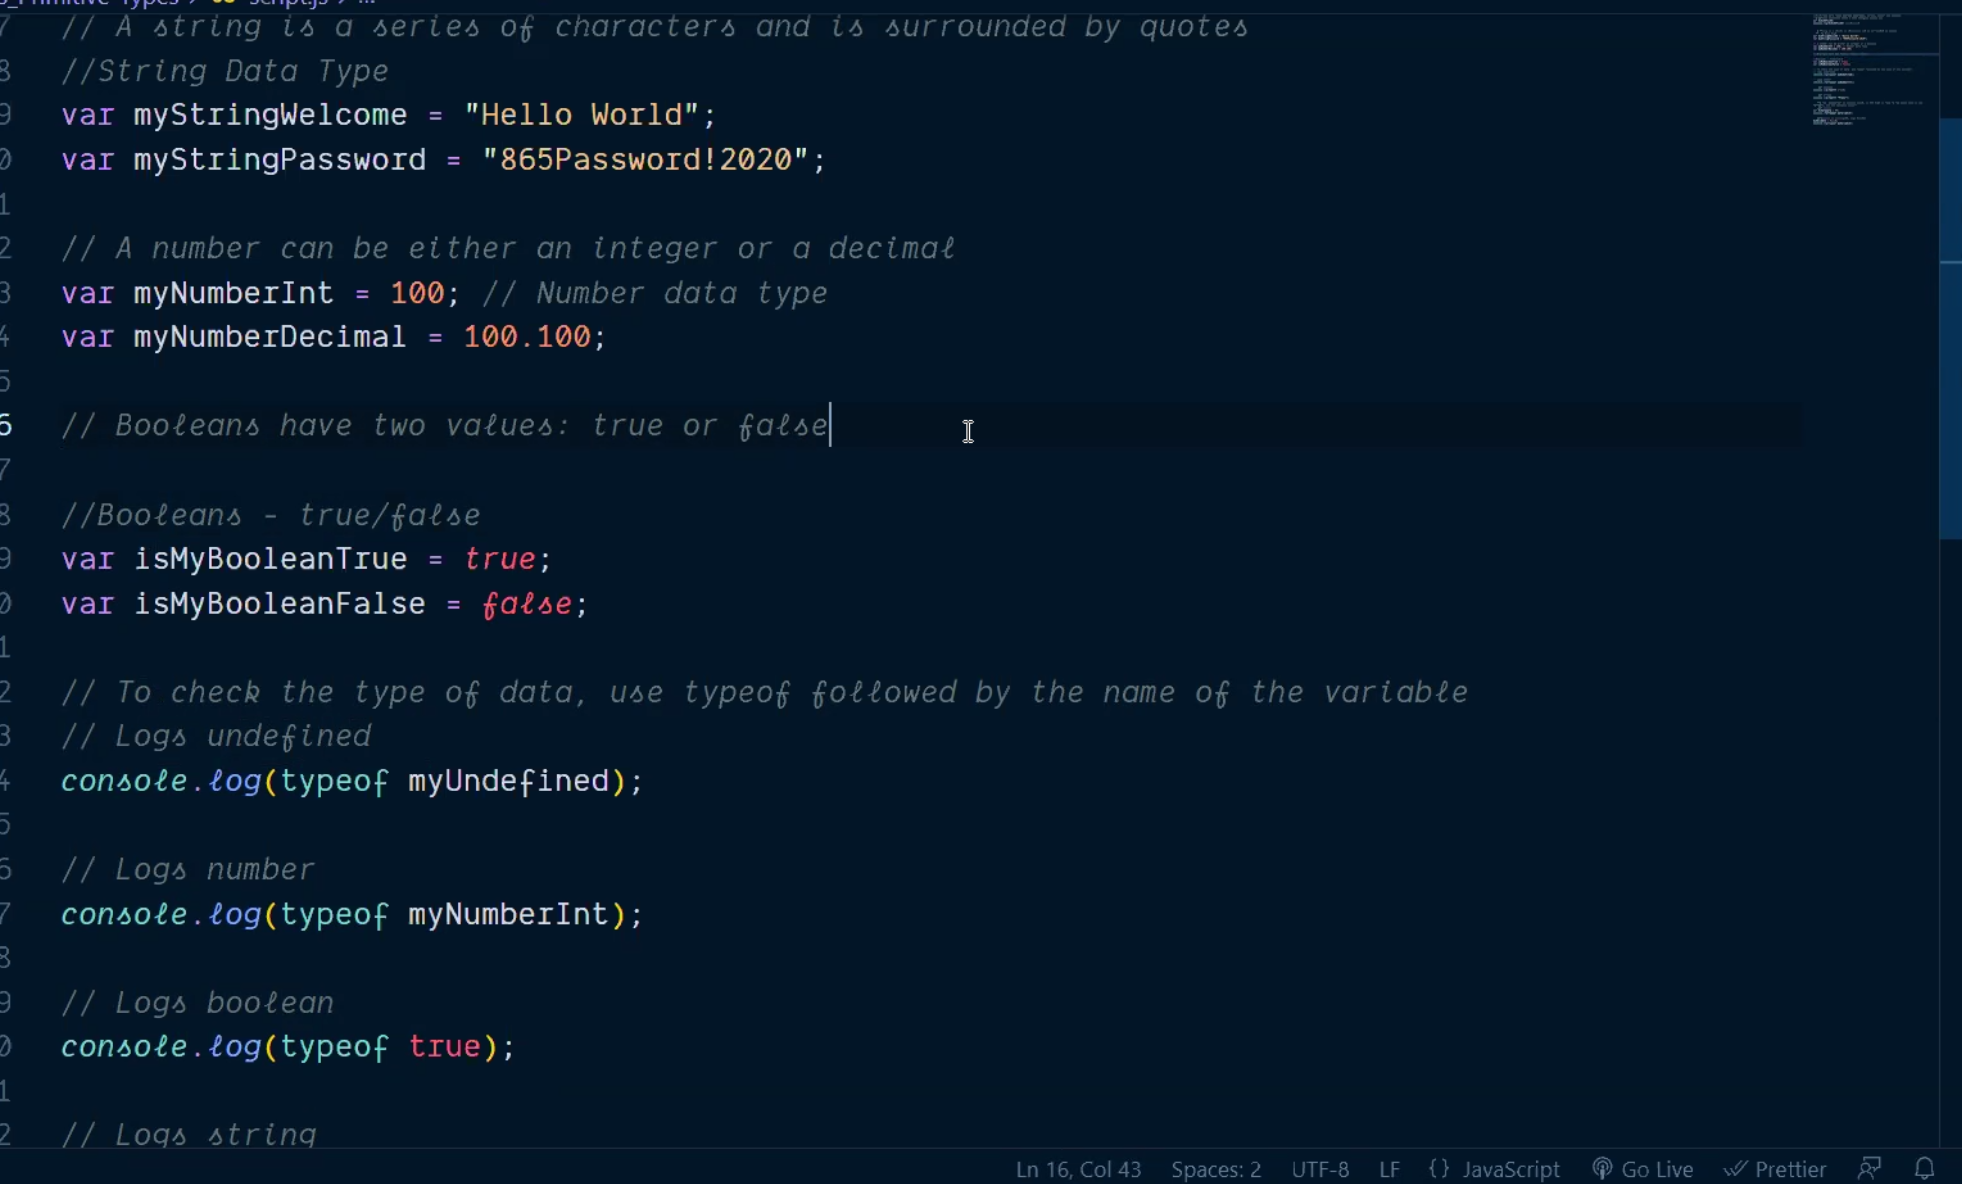 script.js
7 // A string is a series of characters and is surrounded by quotes
8 //String Data Type
9 var myStringWelcome = "Hello World";
0 var myStringPassword = "865Password!2020";
1
2 // A number can be either an integer or a decimal
3 var myNumberInt = 100; // Number data type
4 var myNumberDecimal = 100.100;
5
6 // Booleans have two values: true or false
7
8 //Booleans - true/false
9 var isMyBooleanTrue = true;
0 var isMyBooleanFalse = false;
1
2 // To check the type of data, use typeof followed by the name of the variable
3 // Logs undefined
4 console.log(typeof myUndefined);
5
6 // Logs number
7 console.log(typeof myNumberInt);
8
9 // Logs boolean
0 console.log(typeof true);
1
2 // Logs string
Ln 16, Col 43 Spaces: 2 UTF-8 LF {} JavaScript Go Live Prettier